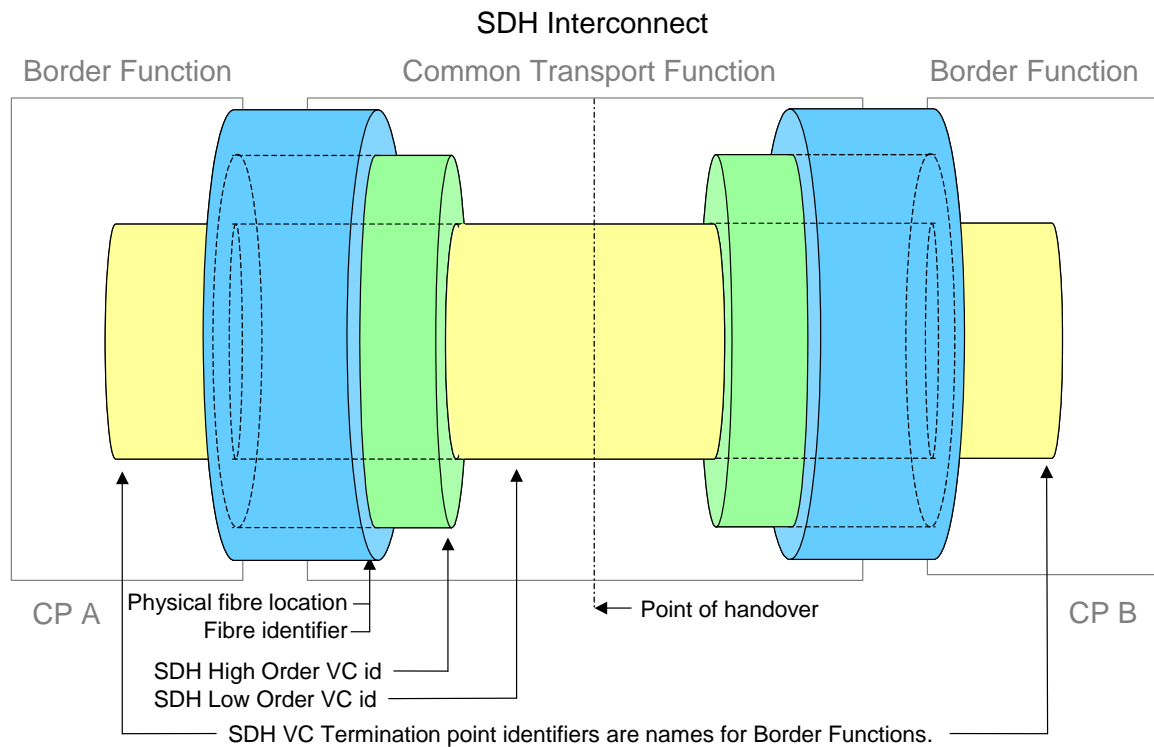 SDH Interconnect
Border Function
Common Transport Function
Border Function
CP A
Physical fibre location
Fibre identifier
Point of handover
CP B
SDH High Order VC id
SDH Low Order VC id
SDH VC Termination point identifiers are names for Border Functions.